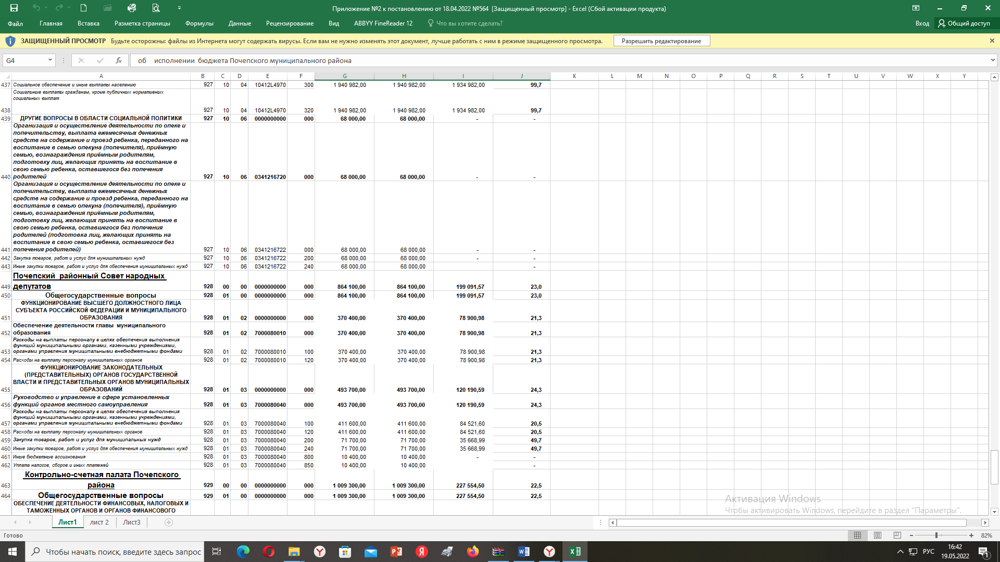 Приложение №2 к постановлению от 18.04.2022 №564 [Защищенный просмотр] - Excel (Сбой активации продукта)
Файл Главная Вставка Разметка страницы Формулы Данные Рецензирование Вид ABBYY FineReader 12 Что вы хотите сделать? Вход Общий доступ
ЗАЩИЩЕННЫЙ ПРОСМОТР Будьте осторожны: файлы из Интернета могут содержать вирусы. Если вам не нужно изменять этот документ, лучше работать с ним в режиме защищенного просмотра. Разрешить редактирование
G4 fx об исполнении бюджета Почепского муниципального района
A B C D E F G H I J K L M N O P Q R S T U V W X Y
437 Социальное обеспечение и иные выплаты населению 927 10 04 10412L4970 300 1 940 982,00 1 940 982,00 1 934 982,00 99,7
Социальные выплаты гражданам, кроме публичных нормативных
социальных выплат
438 927 10 04 10412L4970 320 1 940 982,00 1 940 982,00 1 934 982,00 99,7
439 ДРУГИЕ ВОПРОСЫ В ОБЛАСТИ СОЦИАЛЬНОЙ ПОЛИТИКИ 927 10 06 0000000000 000 68 000,00 68 000,00 - -
Организация и осуществление деятельности по опеке и
попечительству, выплата ежемесячных денежных
средств на содержание и проезд ребенка, переданного на
воспитание в семью опекуна (попечителя), приёмную
семью, вознаграждения приёмным родителям,
подготовку лиц, желающих принять на воспитание в
свою семью ребенка, оставшегося без попечения
440 родителей 927 10 06 0341216720 000 68 000,00 68 000,00 - -
Организация и осуществление деятельности по опеке и
попечительству, выплата ежемесячных денежных
средств на содержание и проезд ребенка, переданного на
воспитание в семью опекуна (попечителя), приёмную
семью, вознаграждения приёмным родителям,
подготовку лиц, желающих принять на воспитание в
свою семью ребенка, оставшегося без попечения
родителей (подготовка лиц, желающих принять на
воспитание в свою семью ребенка, оставшегося без
441 попечения родителей) 927 10 06 0341216722 000 68 000,00 68 000,00 - -
442 Закупка товаров, работ и услуг для муниципальных нужд 927 10 06 0341216722 200 68 000,00 68 000,00 - -
443 Иные закупки товаров, работ и услуг для обеспечения муниципальных нужд 927 10 06 0341216722 240 68 000,00 68 000,00 -
Почепский районный Совет народных
449 депутатов 928 00 00 0000000000 000 864 100,00 864 100,00 199 091,57 23,0
450 Общегосударственные вопросы 928 01 00 0000000000 000 864 100,00 864 100,00 199 091,57 23,0
ФУНКЦИОНИРОВАНИЕ ВЫСШЕГО ДОЛЖНОСТНОГО ЛИЦА
СУБЪЕКТА РОССИЙСКОЙ ФЕДЕРАЦИИ И МУНИЦИПАЛЬНОГО
451 ОБРАЗОВАНИЯ 928 01 02 0000000000 000 370 400,00 370 400,00 78 900,98 21,3
Обеспечение деятельности главы муниципального
452 образования 928 01 02 7000080010 000 370 400,00 370 400,00 78 900,98 21,3
Расходы на выплаты персоналу в целях обеспечения выполнения
функций муниципальными органами, казенными учреждениями,
453 органами управления муниципальными внебюджетными фондами 928 01 02 7000080010 100 370 400,00 370 400,00 78 900,98 21,3
454 Расходы на выплату персоналу муниципальных органов 928 01 02 7000080010 120 370 400,00 370 400,00 78 900,98 21,3
ФУНКЦИОНИРОВАНИЕ ЗАКОНОДАТЕЛЬНЫХ
(ПРЕДСТАВИТЕЛЬНЫХ) ОРГАНОВ ГОСУДАРСТВЕННОЙ
ВЛАСТИ И ПРЕДСТАВИТЕЛЬНЫХ ОРГАНОВ МУНИЦИПАЛЬНЫХ
455 ОБРАЗОВАНИЙ 928 01 03 0000000000 000 493 700,00 493 700,00 120 190,59 24,3
Руководство и управление в сфере установленных
456 функций органов местного самоуправления 928 01 03 7000080040 000 493 700,00 493 700,00 120 190,59 24,3
Расходы на выплаты персоналу в целях обеспечения выполнения
функций муниципальными органами, казенными учреждениями,
457 органами управления муниципальными внебюджетными фондами 928 01 03 7000080040 100 411 600,00 411 600,00 84 521,60 20,5
458 Расходы на выплату персоналу муниципальных органов 928 01 03 7000080040 120 411 600,00 411 600,00 84 521,60 20,5
459 Закупка товаров, работ и услуг для муниципальных нужд 928 01 03 7000080040 200 71 700,00 71 700,00 35 668,99 49,7
460 Иные закупки товаров, работ и услуг для обеспечения муниципальных нужд 928 01 03 7000080040 240 71 700,00 71 700,00 35 668,99 49,7
461 Иные бюджетные ассигнования 928 01 03 7000080040 800 10 400,00 10 400,00 - -
462 Уплата налогов, сборов и иных платежей 928 01 03 7000080040 850 10 400,00 10 400,00 -
Контрольно-счетная палата Почепского
463 района 929 00 00 0000000000 000 1 009 300,00 1 009 300,00 227 554,50 22,5
464 Общегосударственные вопросы 929 01 00 0000000000 000 1 009 300,00 1 009 300,00 227 554,50 22,5
ОБЕСПЕЧЕНИЕ ДЕЯТЕЛЬНОСТИ ФИНАНСОВЫХ, НАЛОГОВЫХ И
ТАМОЖЕННЫХ ОРГАНОВ И ОРГАНОВ ФИНАНСОВОГО
Активация Windows
Чтобы активировать Windows, перейдите в раздел "Параметры".
Лист1 лист 2 Лист3
Готово 82%
Чтобы начать поиск, введите здесь запрос РУС 16:42
19.05.2022 1